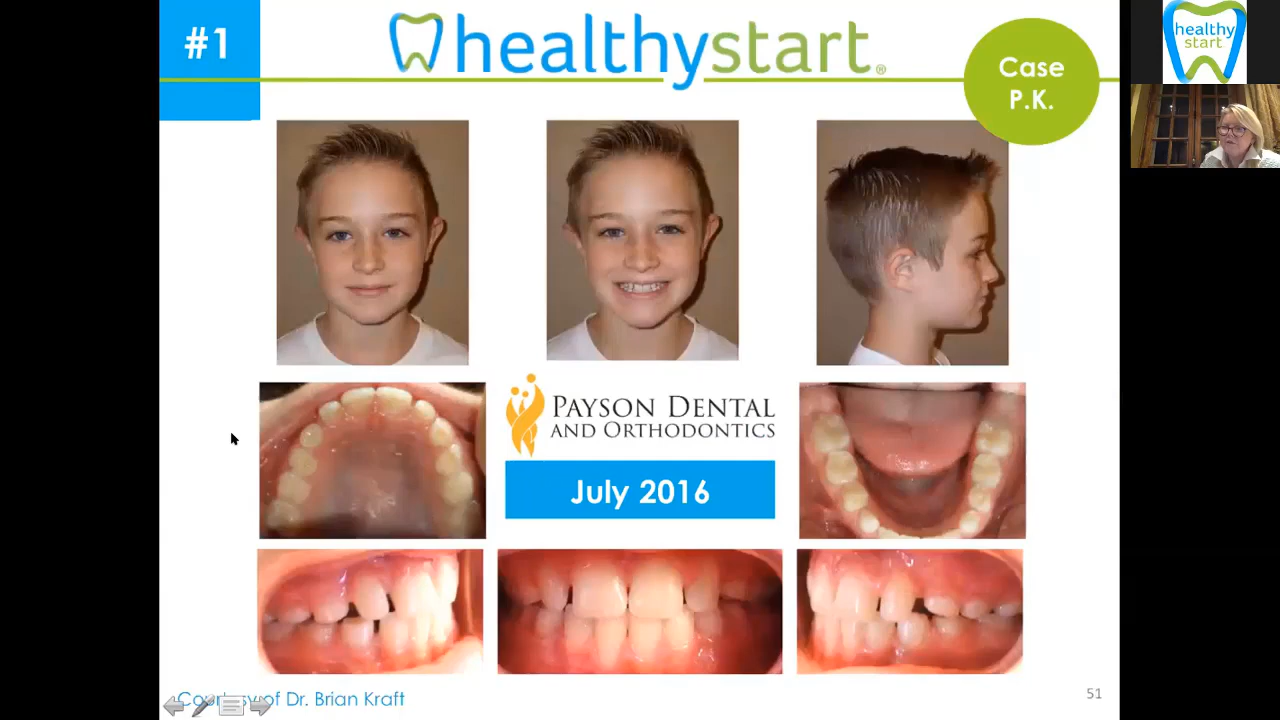 #1
healthystart®
Case
P.K.
healthy
start
PAYSON DENTAL
AND ORTHODONTICS
July 2016
Courtesy of Dr. Brian Kraft
51